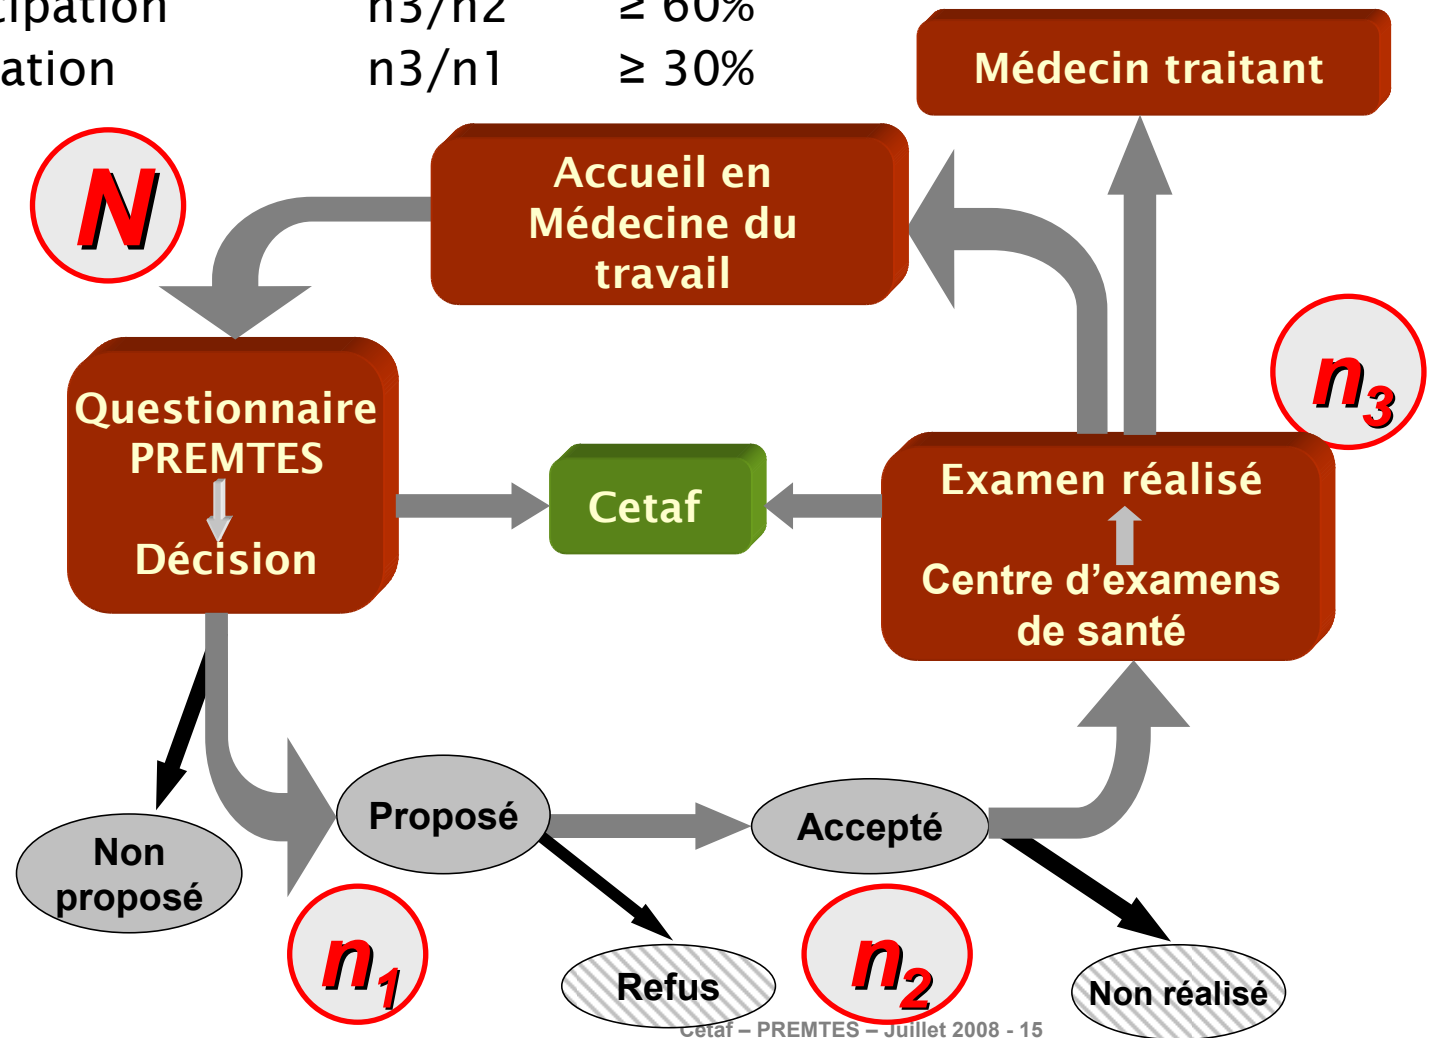 cipation n3/n2 ≥ 60%
ation n3/n1 ≥ 30%
Médecin traitant
N
Accueil en
Médecine du
travail
n3
Questionnaire
PREMTES
Décision
Cetaf
Examen réalisé
Centre d’examens
de santé
Proposé
Accepté
Non
proposé
n1
Refus
n2
Non réalisé
Cetaf – PREMTES – Juillet 2008 - 15